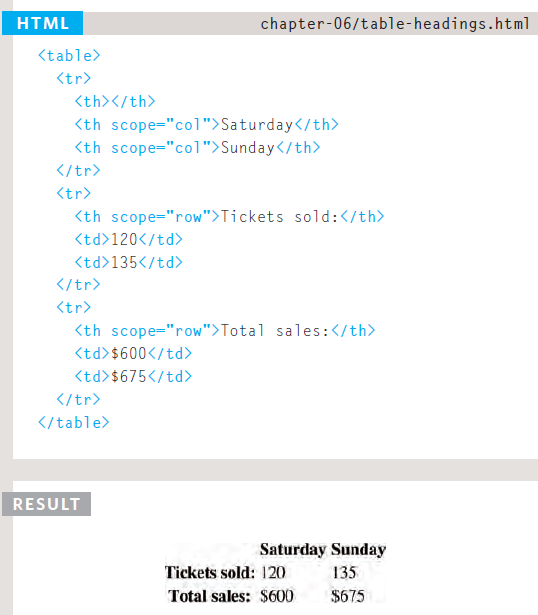 HTML chapter-06/table-headings.html
<table>
<tr>
<th></th>
<th scope="col">Saturday</th>
<th scope="col">Sunday</th>
</tr>
<tr>
<th scope="row">Tickets sold:</th>
<td>120</td>
<td>135</td>
</tr>
<tr>
<th scope="row">Total sales:</th>
<td>$600</td>
<td>$675</td>
</tr>
</table>
RESULT
Saturday Sunday
Tickets sold: 120 135
Total sales: $600 $675